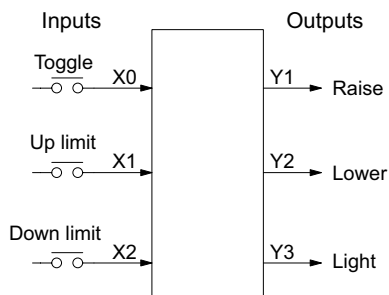 Inputs
Outputs
Toggle
X0
Y1
Raise
Up limit
X1
Y2
Lower
Down limit
X2
Y3
Light